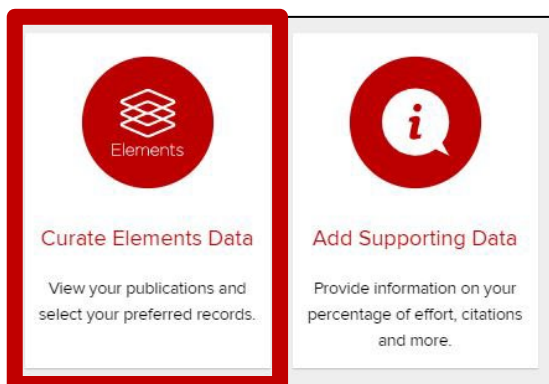 Elements
Curate Elements Data
View your publications and
select your preferred records.
i
Add Supporting Data
Provide information on your
percentage of effort, citations
and more.